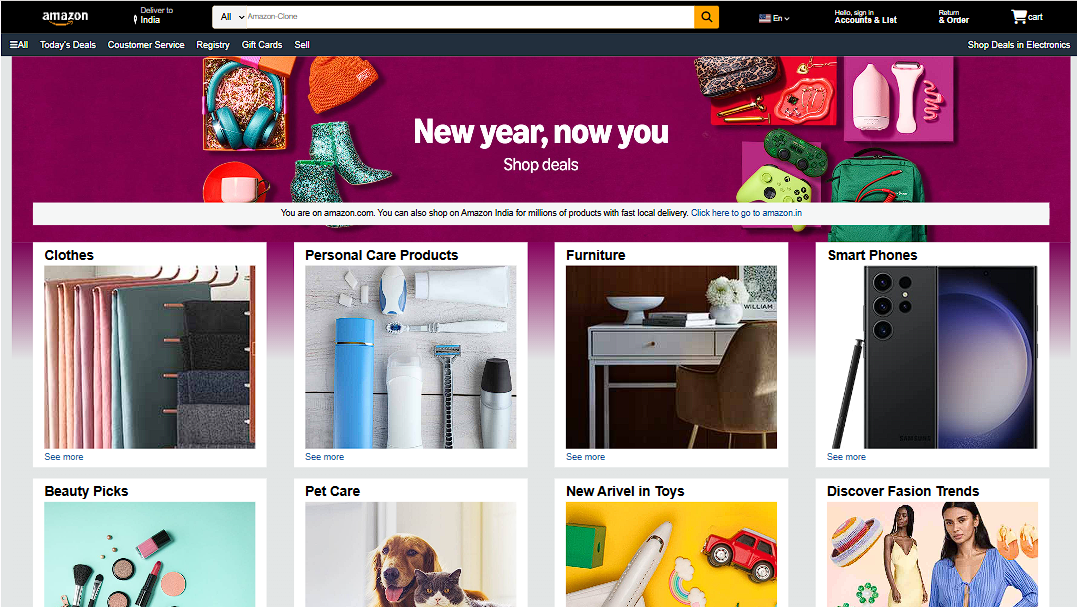 amazon
Deliver to
India
All
Amazon-Clone
En
Hello, sign in
Accounts & List
Return
& Order
cart
All
Today's Deals
Coustomer Service
Registry
Gift Cards
Sell
Shop Deals in Electronics
New year, now you
Shop deals
You are on amazon.com. You can also shop on Amazon India for millions of products with fast local delivery. Click here to go to amazon.in
Clothes
Personal Care Products
Furniture
Smart Phones
WILLIAM
SAMSUNG
See more
See more
See more
See more
Beauty Picks
Pet Care
New Arivel in Toys
Discover Fasion Trends